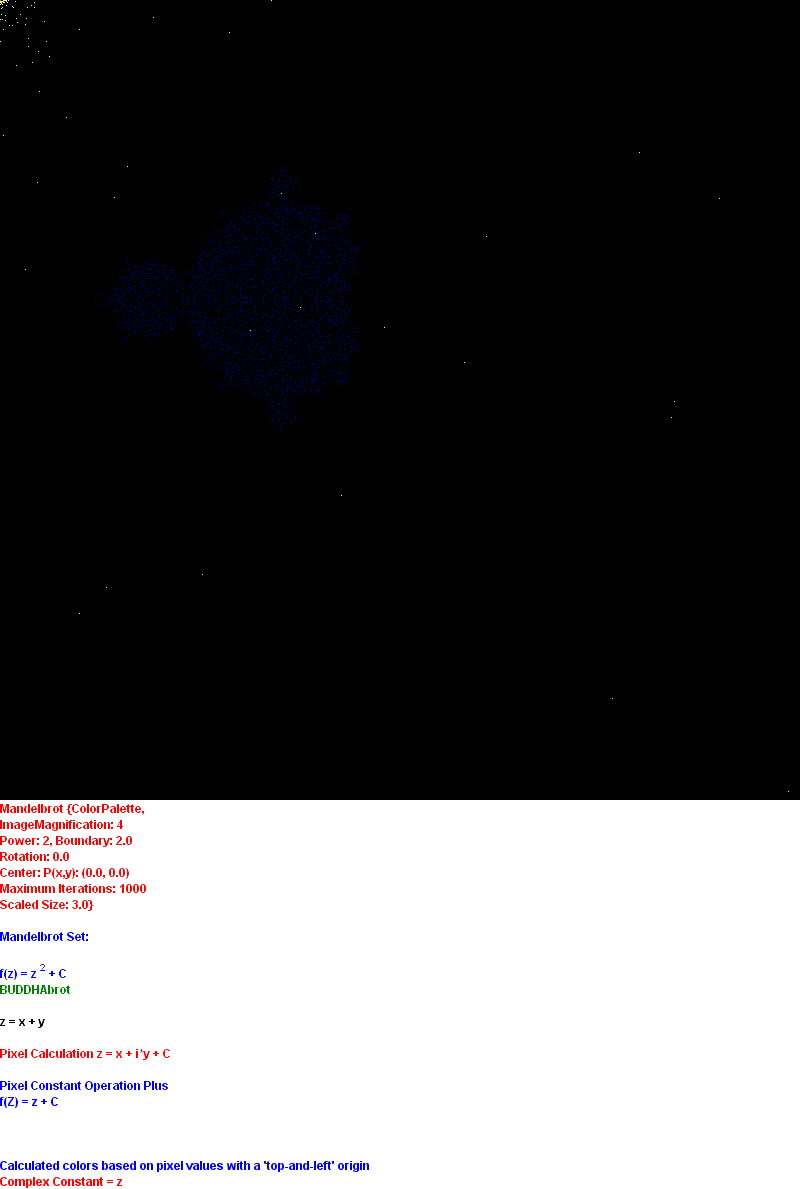 Mandelbrot {ColorPalette,
ImageMagnification: 4
Power: 2, Boundary: 2.0
Rotation: 0.0
Center: P(x,y): (0.0, 0.0)
Maximum Iterations: 1000
Scaled Size: 3.0}
Mandelbrot Set:
f(z) = z 2 + C
BUDDHAbrot
z = x + y
Pixel Calculation z = x + i*y + C
Pixel Constant Operation Plus
f(Z) = z + C
Calculated colors based on pixel values with a 'top-and-left' origin
Complex Constant = z